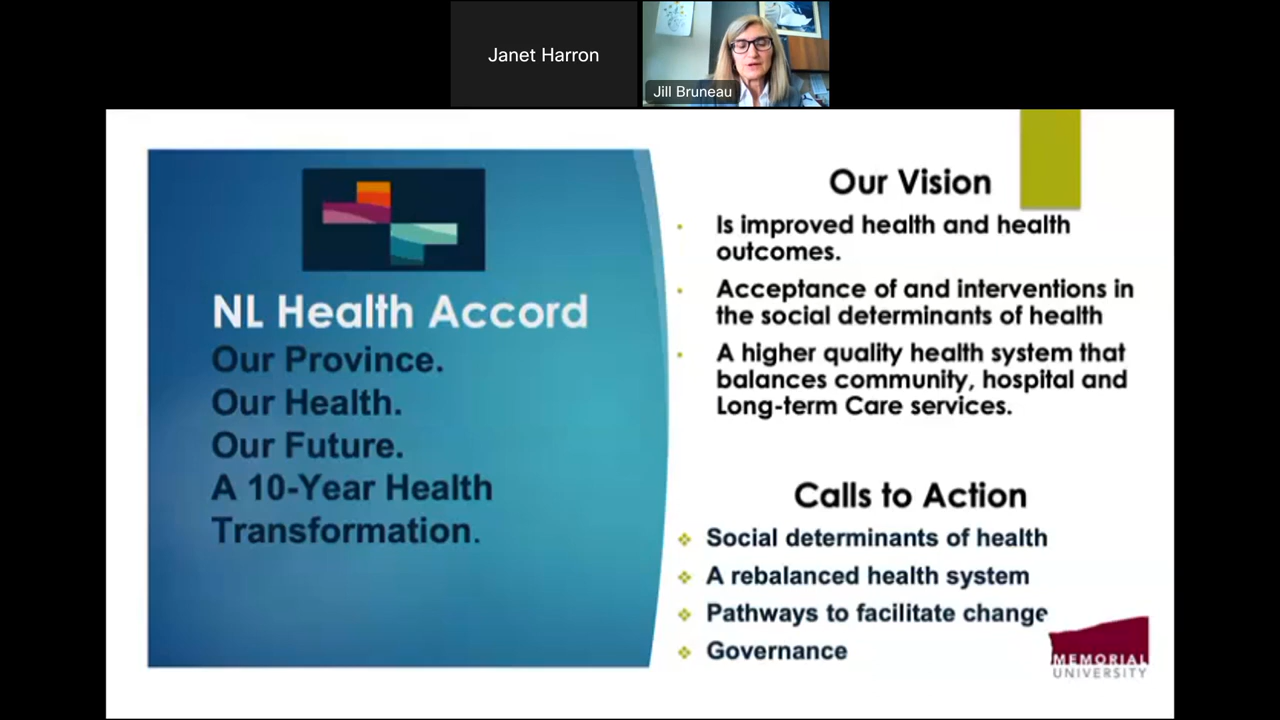 Janet Harron
Jill Bruneau
NL Health Accord
Our Province.
Our Health.
Our Future.
A 10-Year Health
Transformation.
Our Vision
Is improved health and health
outcomes.
Acceptance of and interventions in
the social determinants of health
A higher quality health system that
balances community, hospital and
Long-term Care services.
Calls to Action
Social determinants of health
A rebalanced health system
Pathways to facilitate change
Governance
MEMORIAL
UNIVERSITY